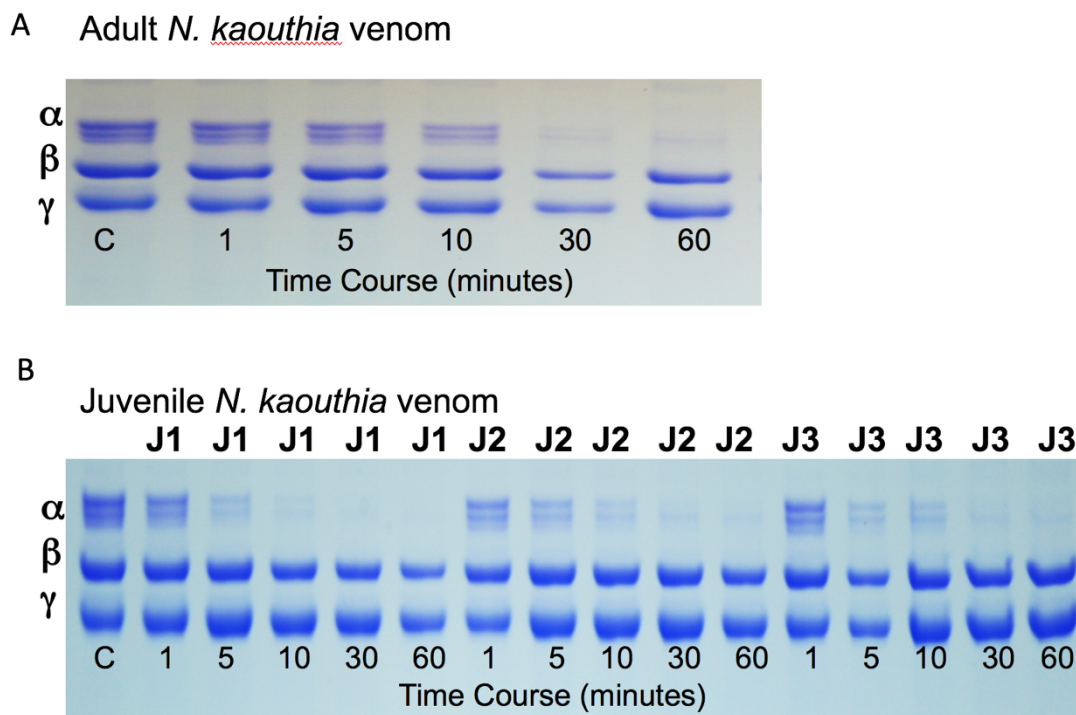 A
Adult N. kaouthia venom
α
β
γ
C 1 5 10 30 60
Time Course (minutes)
B
Juvenile N. kaouthia venom
J1 J1 J1 J1 J1 J2 J2 J2 J2 J2 J3 J3 J3 J3 J3
α
β
γ
C 1 5 10 30 60 1 5 10 30 60 1 5 10 30 60
Time Course (minutes)